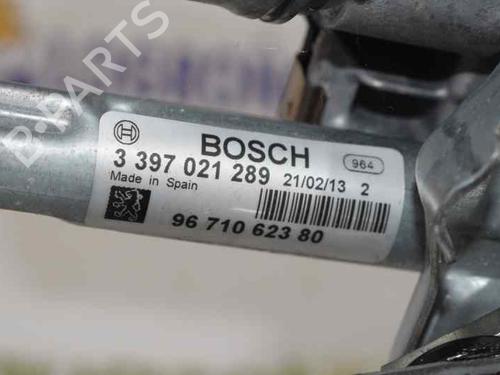 BOSCH
964
3 397 021 289 21/02/13 2
Made in Spain
96 710 623 80
B-PARTS